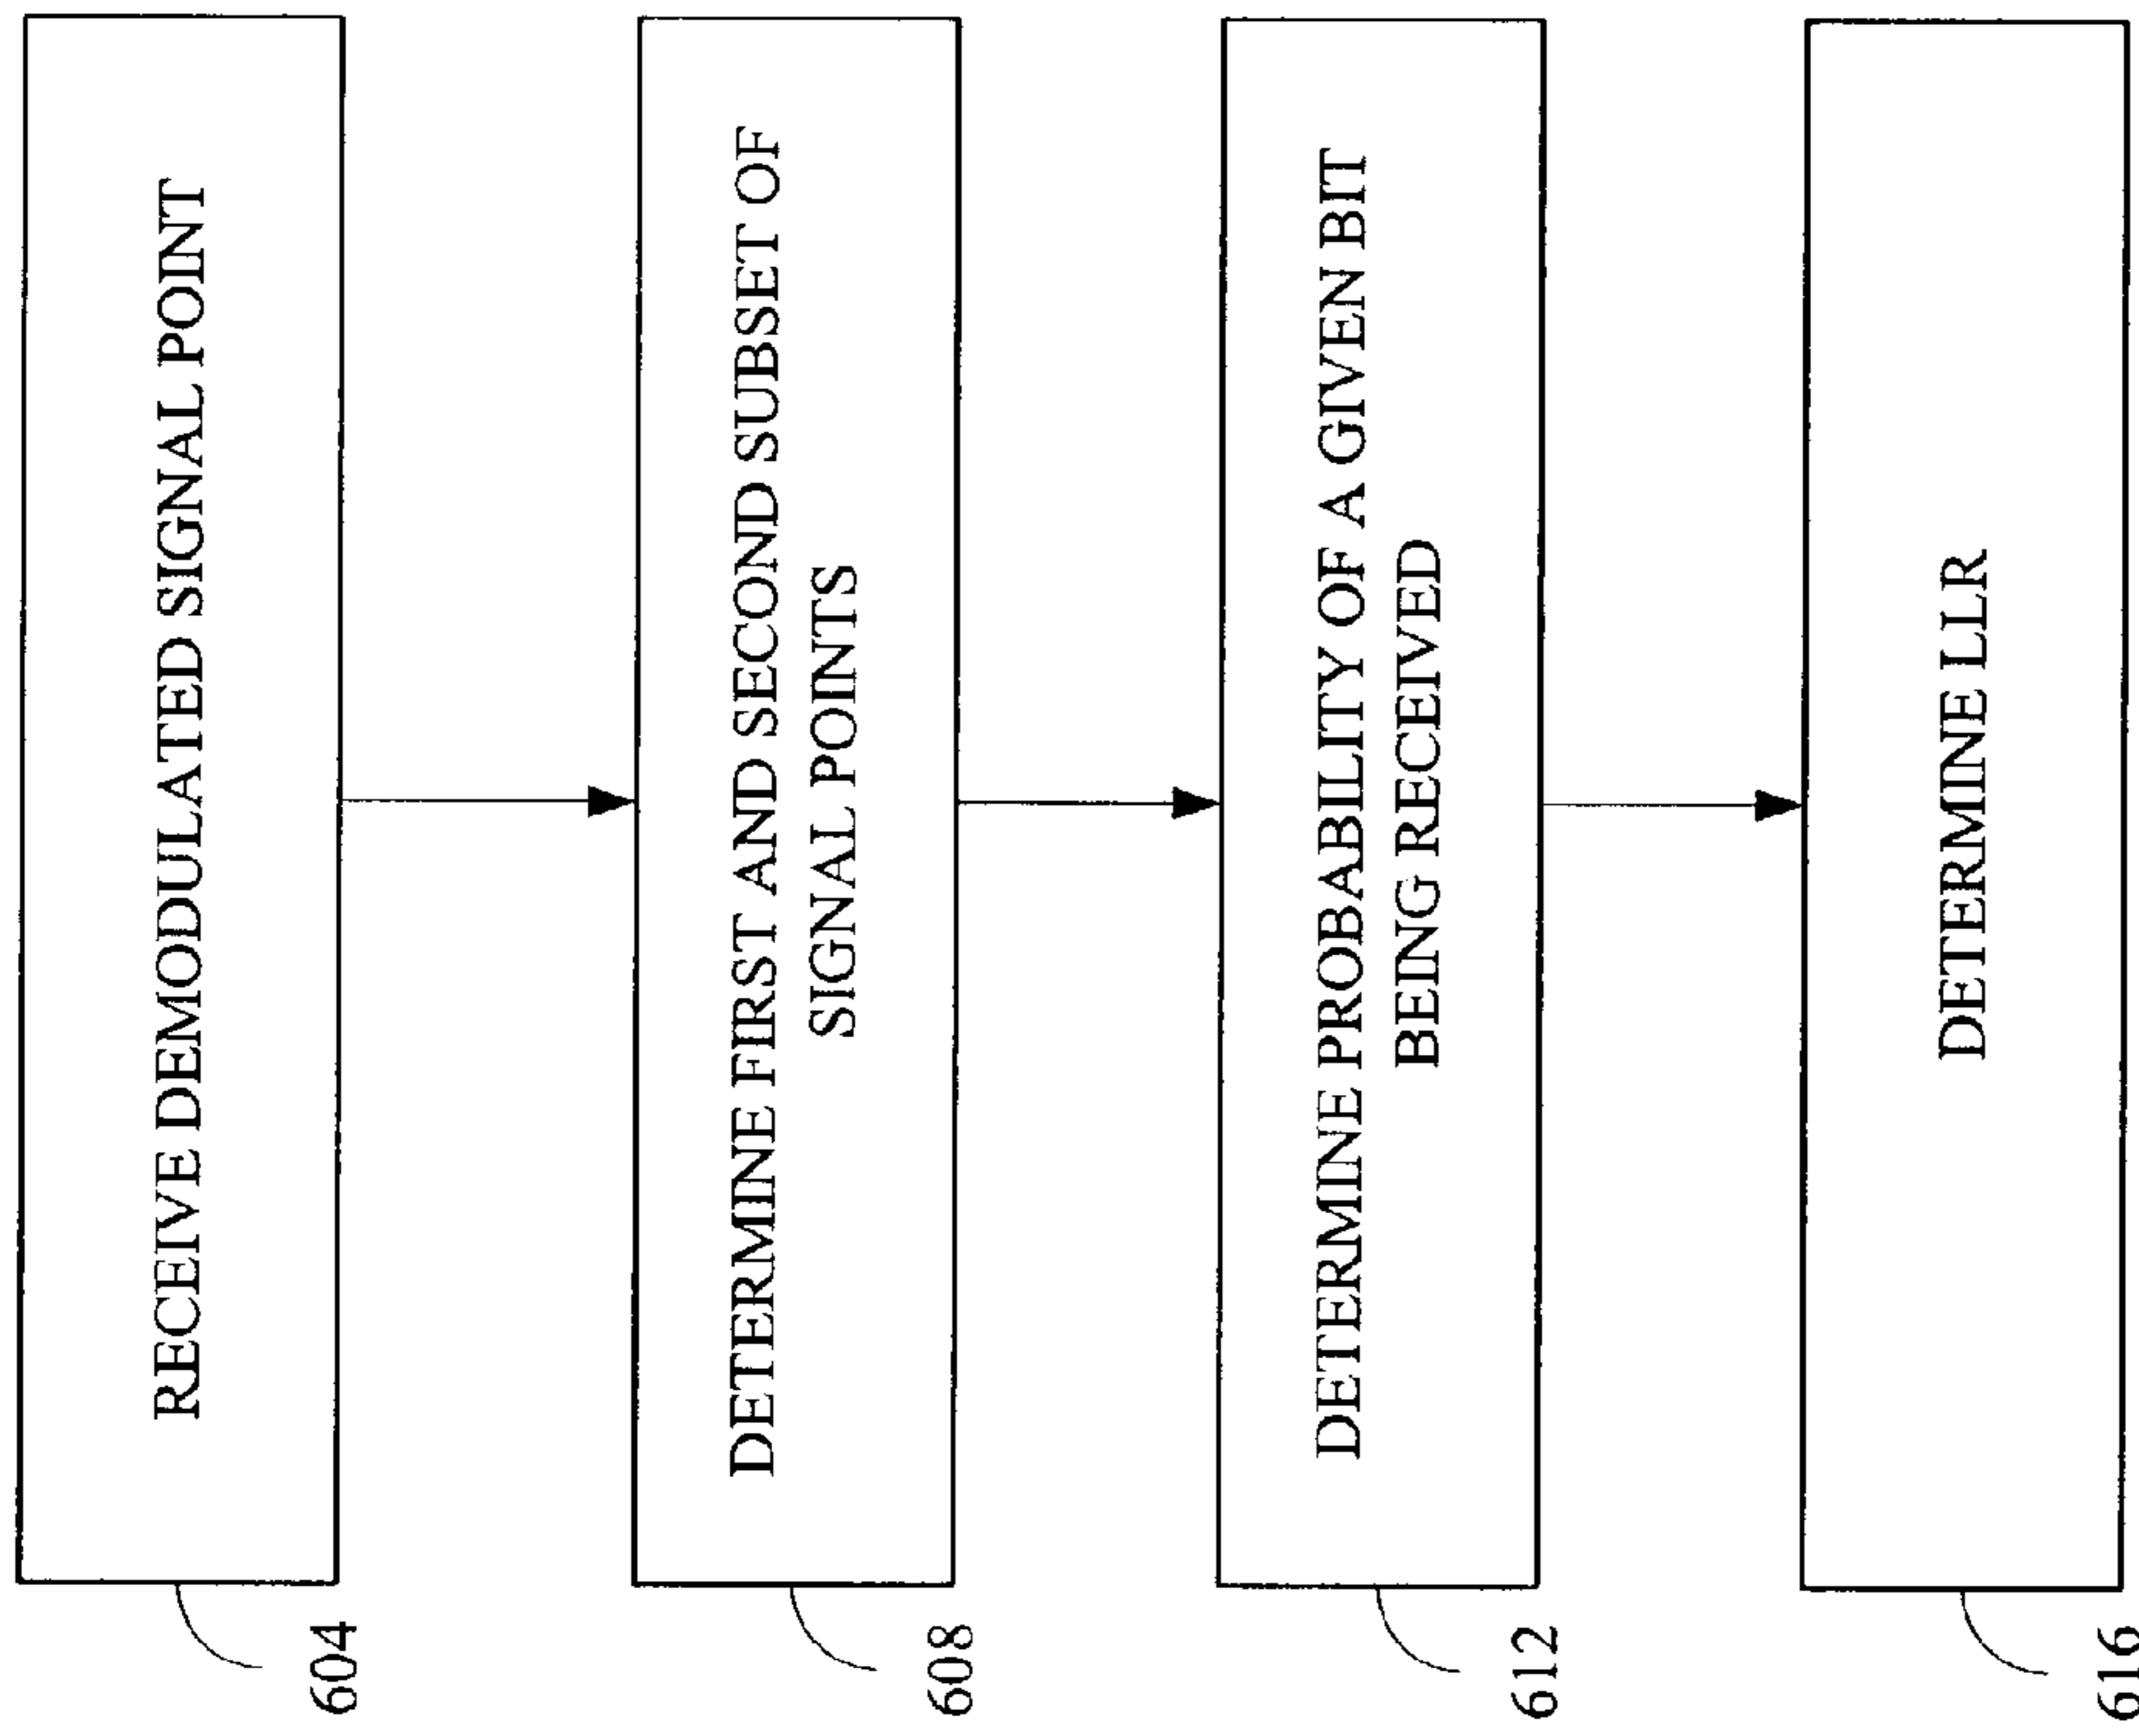 RECEIVE DEMODULATED SIGNAL POINT
604
DETERMINE FIRST AND SECOND SUBSET OF
SIGNAL POINTS
608
DETERMINE PROBABILITY OF A GIVEN BIT
BEING RECEIVED
612
DETERMINE LLR
616